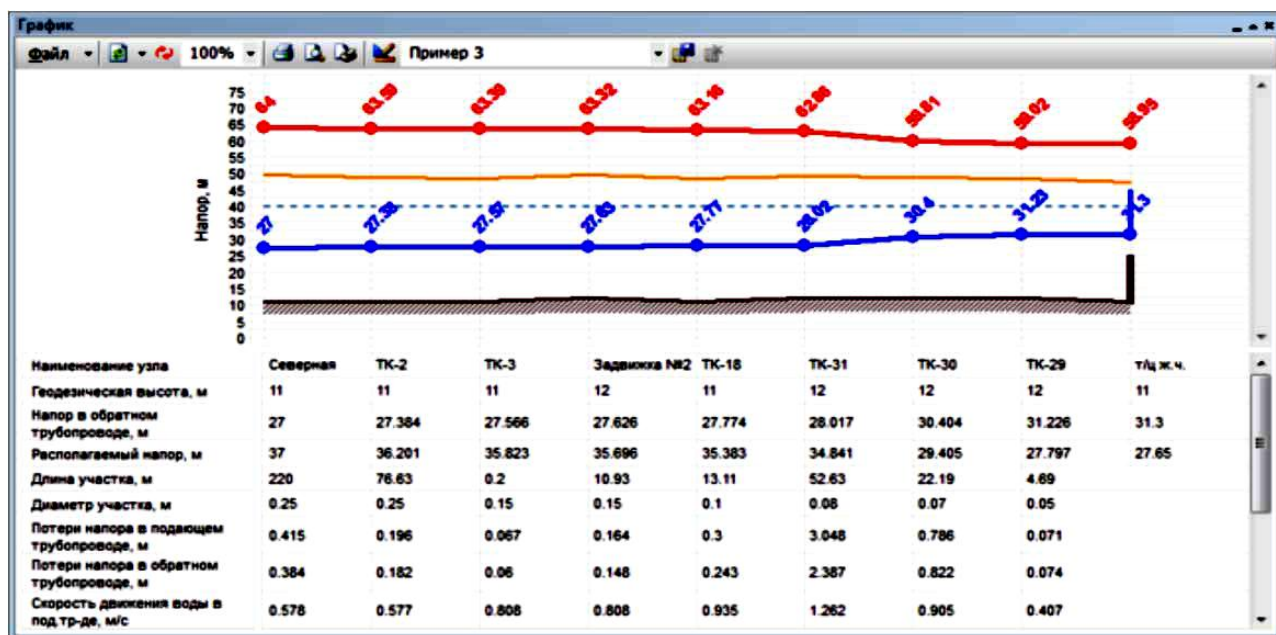 График
Файл 100% Пример 3
Напор, м
75
70
65
60
55
50
45
40
35
30
25
20
15
10
5
0
64 63.59 63.39 63.32 63.16 62.86 59.81 59.02 58.95
27 27.38 27.57 27.63 27.77 28.02 30.4 31.23 31.3
Наименование узла Северная ТК-2 ТК-3 Задвижка №2 ТК-18 ТК-31 ТК-30 ТК-29 т/ц ж.ч.
Геодезическая высота, м 11 11 11 12 11 12 12 12 11
Напор в обратном
трубопроводе, м 27 27.384 27.566 27.626 27.774 28.017 30.404 31.226 31.3
Располагаемый напор, м 37 36.201 35.823 35.696 35.383 34.841 29.405 27.797 27.65
Длина участка, м 220 76.63 0.2 10.93 13.11 52.63 22.19 4.69
Диаметр участка, м 0.25 0.25 0.15 0.15 0.1 0.08 0.07 0.05
Потери напора в подающем
трубопроводе, м 0.415 0.196 0.067 0.164 0.3 3.048 0.786 0.071
Потери напора в обратном
трубопроводе, м 0.384 0.182 0.06 0.148 0.243 2.387 0.822 0.074
Скорость движения воды в
под.тр-де, м/с 0.578 0.577 0.808 0.808 0.935 1.262 0.905 0.407